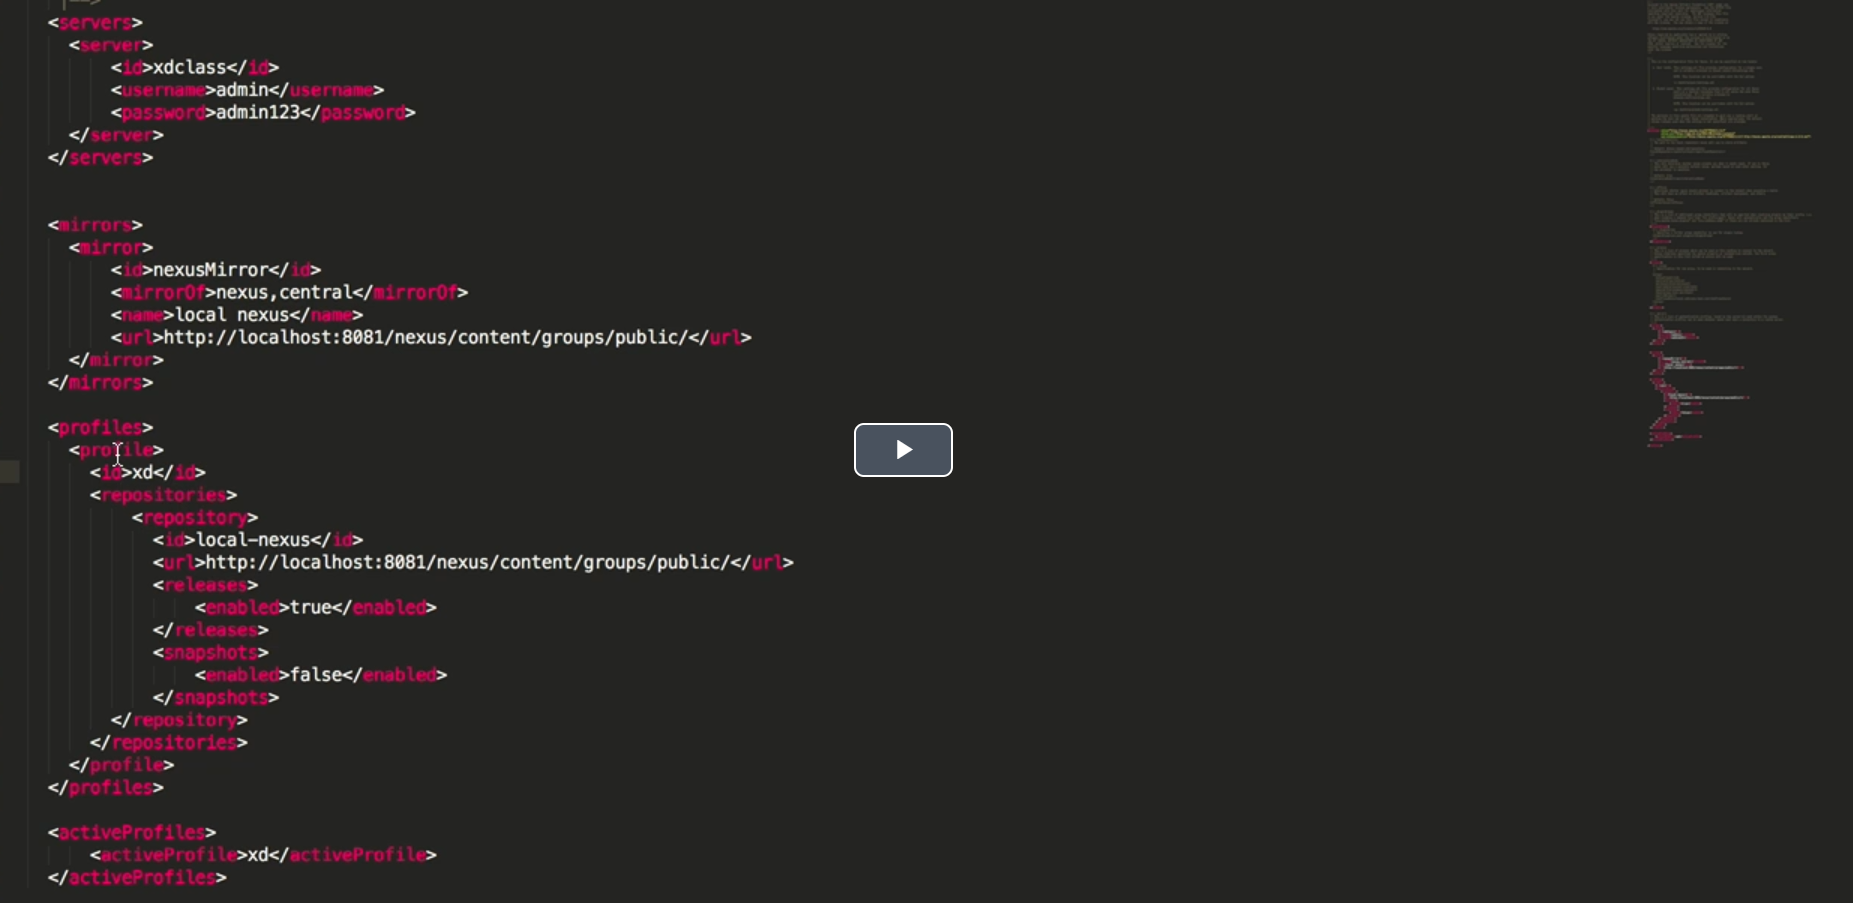 <servers>
<server>
<id>xdclass</id>
<username>admin</username>
<password>admin123</password>
</server>
</servers>
<mirrors>
<mirror>
<id>nexusMirror</id>
<mirrorOf>nexus,central</mirrorOf>
<name>local nexus</name>
<url>http://localhost:8081/nexus/content/groups/public/</url>
</mirror>
</mirrors>
<profiles>
<profile>
<id>xd</id>
<repositories>
<repository>
<id>local-nexus</id>
<url>http://localhost:8081/nexus/content/groups/public/</url>
<releases>
<enabled>true</enabled>
</releases>
<snapshots>
<enabled>false</enabled>
</snapshots>
</repository>
</repositories>
</profile>
</profiles>
<activeProfiles>
<activeProfile>xd</activeProfile>
</activeProfiles>